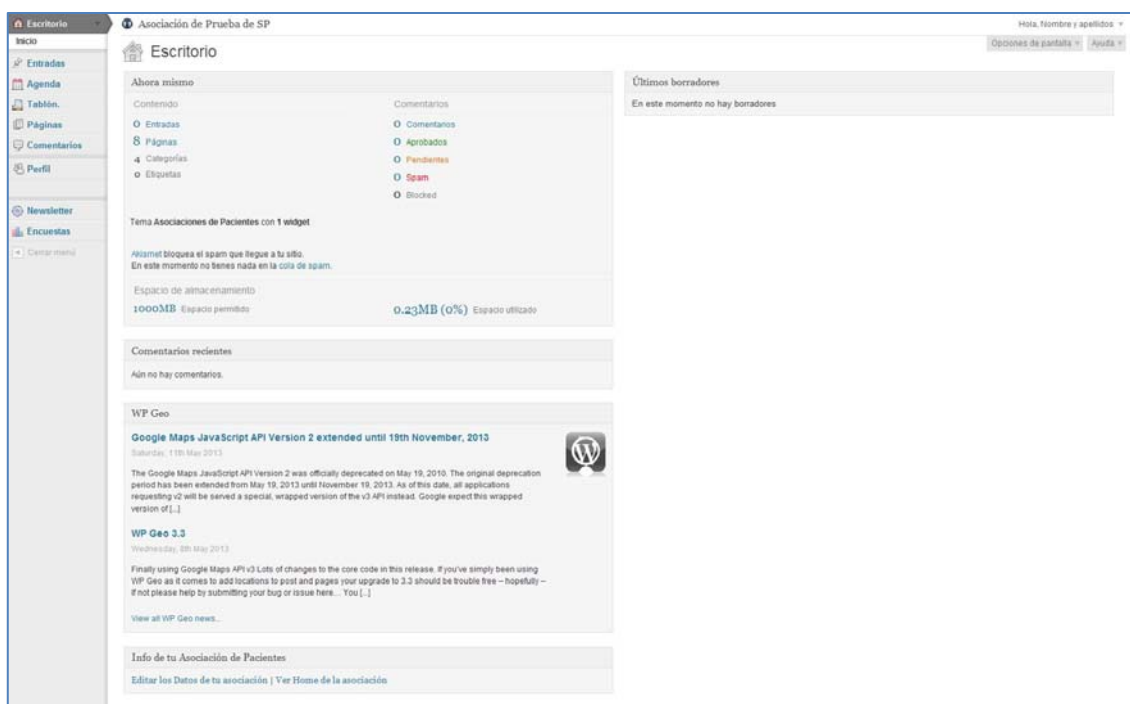 Escritorio
Inicio
Entradas
Agenda
Tablón.
Páginas
Comentarios
Perfil
Newsletter
Encuestas
Cerrar menú
Asociación de Prueba de SP
Hola, Nombre y apellidos
Escritorio
Opciones de pantalla
Ayuda
Ahora mismo
Contenido
Comentarios
0 Entradas
0 Comentarios
8 Páginas
0 Aprobados
4 Categorías
0 Pendientes
0 Etiquetas
0 Spam
0 Blocked
Tema Asociaciones de Pacientes con 1 widget
Akismet bloquea el spam que llegue a tu sitio.
En este momento no tienes nada en la cola de spam.
Espacio de almacenamiento
1000MB Espacio permitido
0.23MB (0%) Espacio utilizado
Comentarios recientes
Aún no hay comentarios.
WP Geo
Google Maps JavaScript API Version 2 extended until 19th November, 2013
Saturday, 11th May 2013
The Google Maps JavaScript API Version 2 was officially deprecated on May 19, 2010. The original deprecation
period has been extended from May 19, 2013 until November 19, 2013. As of this date, all applications
requesting v2 will be served a special, wrapped version of the v3 API instead. Google expect this wrapped
version of [...]
WP Geo 3.3
Wednesday, 8th May 2013
Finally using Google Maps API v3 Lots of changes to the core code in this release. If you've simply been using
WP Geo as it comes to add locations to post and pages your upgrade to 3.3 should be trouble free – hopefully –
if not please help by submitting your bug or issue here… You [...]
View all WP Geo news...
Info de tu Asociación de Pacientes
Editar los Datos de tu asociación | Ver Home de la asociación
Últimos borradores
En este momento no hay borradores